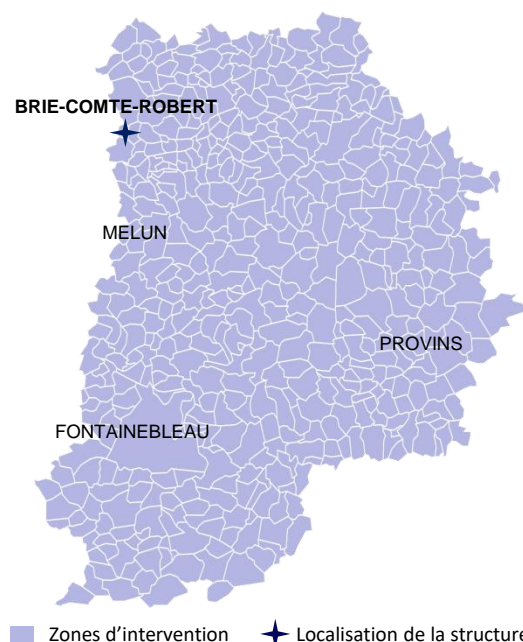 BRIE-COMTE-ROBERT
MELUN
PROVINS
FONTAINEBLEAU
Zones d'intervention
Localisation de la structure